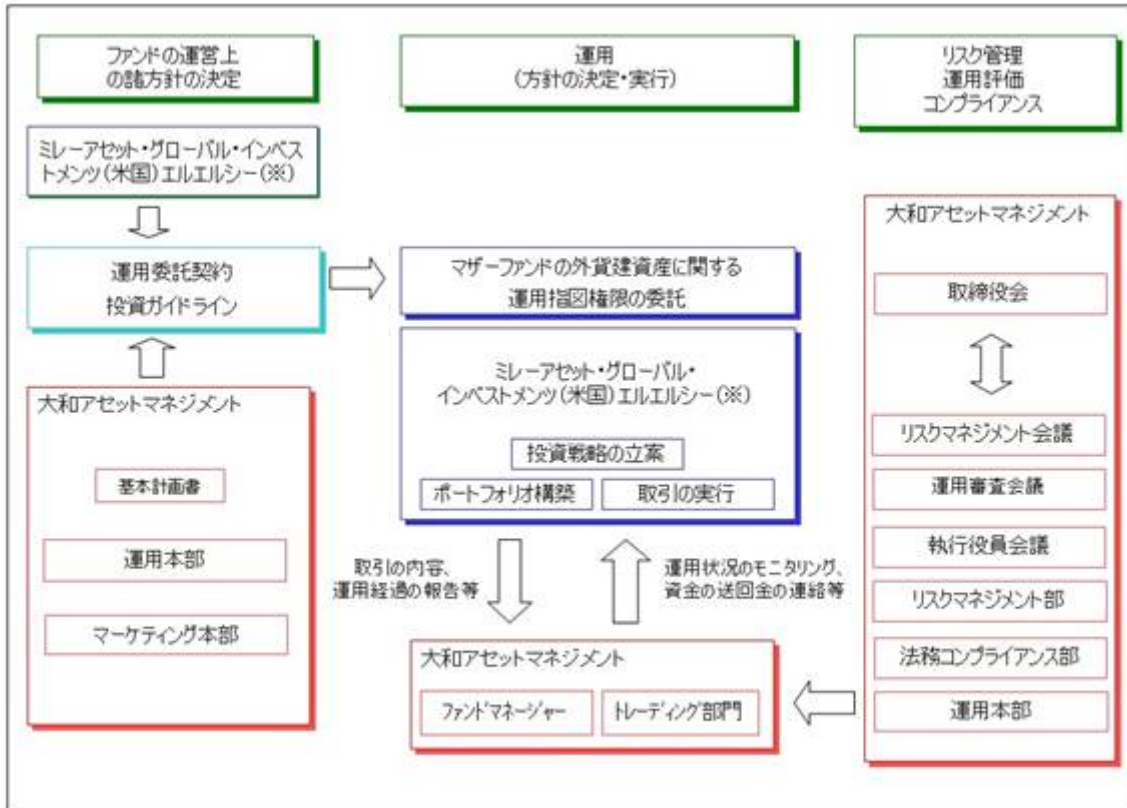 ファンドの運営上
の諸方針の決定
運用
(方針の決定・実行)
リスク管理
運用評価
コンプライアンス
ミレーアセット・グローバル・インベス
トメンツ(米国)エルエルシー(※)
運用委託契約
投資ガイドライン
マザーファンドの外貨建資産に関する
運用指図権限の委託
大和アセットマネジメント
基本計画書
運用本部
マーケティング本部
ミレーアセット・グローバル・
インベストメンツ(米国)エルエルシー(※)
投資戦略の立案
ポートフォリオ構築
取引の実行
取引の内容、
運用経過の報告等
運用状況のモニタリング、
資金の送回金の連絡等
大和アセットマネジメント
ファンドマネージャー
トレーディング部門
大和アセットマネジメント
取締役会
リスクマネジメント会議
運用審査会議
執行役員会議
リスクマネジメント部
法務コンプライアンス部
運用本部